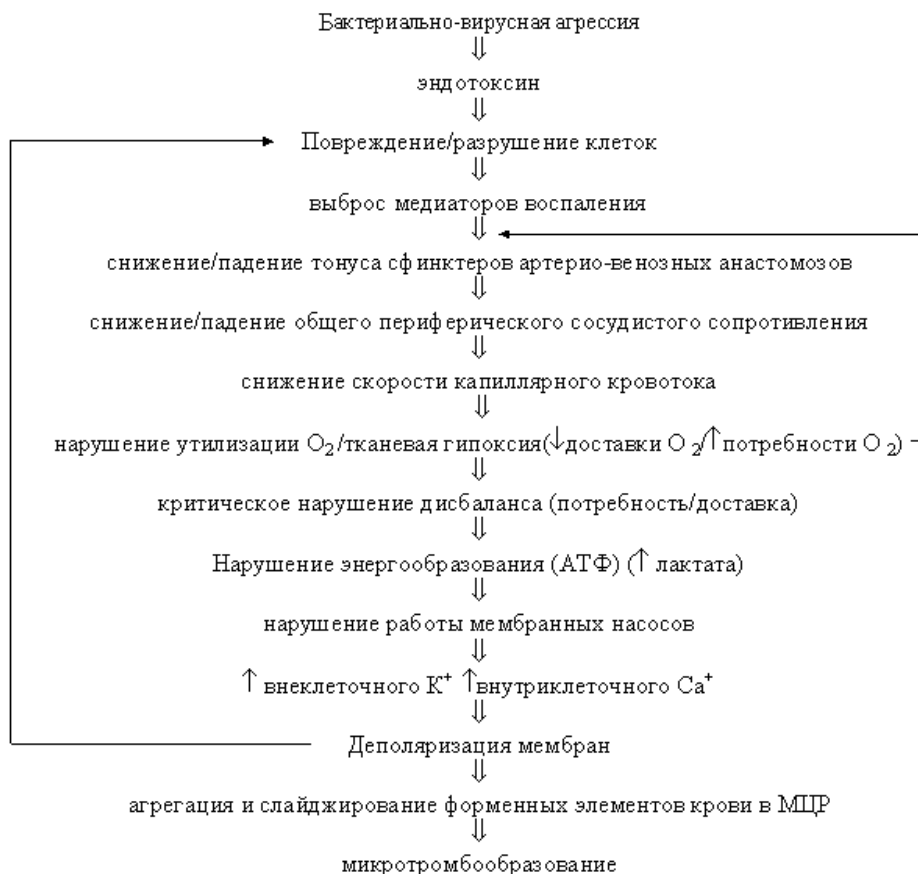 Бактериально-вирусная агрессия
эндотоксин
Повреждение/разрушение клеток
выброс медиаторов воспаления
снижение/падение тонуса сфинктеров артерио-венозных анастомозов
снижение/падение общего периферического сосудистого сопротивления
снижение скорости капиллярного кровотока
нарушение утилизации O₂/тканевая гипоксия(↓доставки O₂/↑потребности O₂)
критическое нарушение дисбаланса (потребность/доставка)
Нарушение энергообразования (АТФ) (↑ лактата)
нарушение работы мембранных насосов
↑ внеклеточного K⁺ ↑внутриклеточного Ca⁺
Деполяризация мембран
агрегация и слайджирование форменных элементов крови в МЦР
микротромбообразование